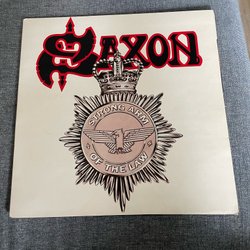 SAXON
STRONG ARM
OF THE LAW